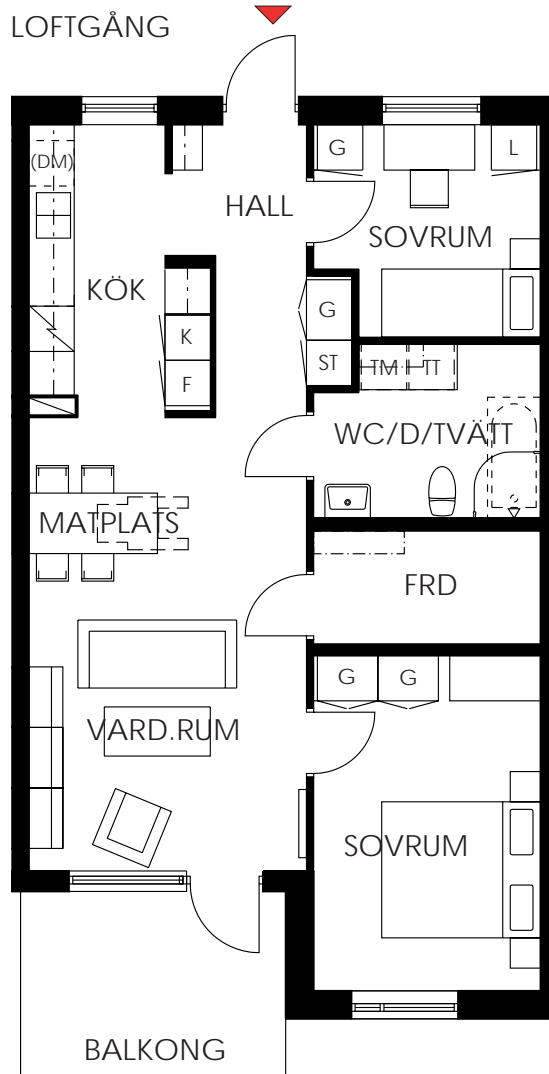 LOFTGÅNG
(DM)
G
L
HALL
SOVRUM
KÖK
G
K
ST
TM
TT
F
WC/D/TVÄTT
MATPLATS
FRD
G
G
VARD.RUM
SOVRUM
BALKONG